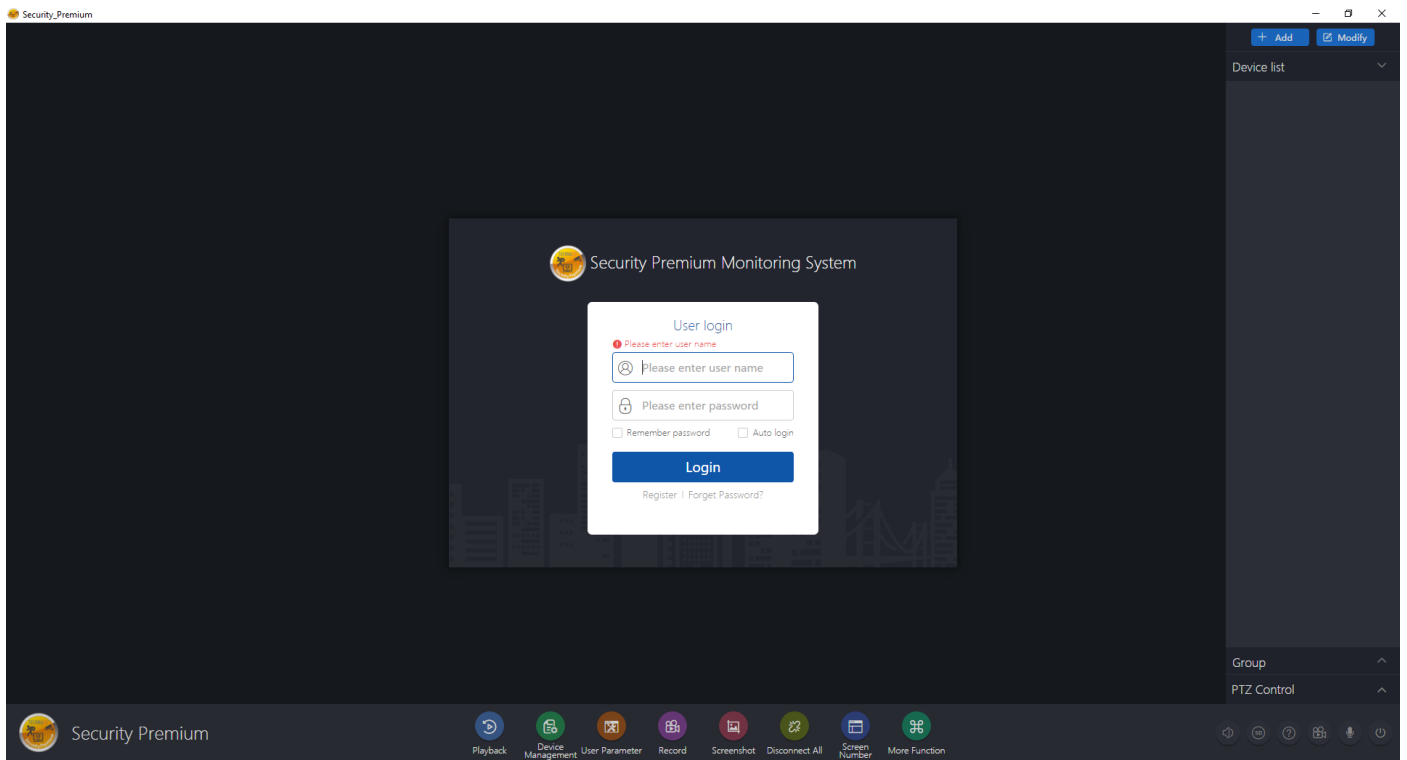 Security_Premium
Add
Modify
Device list
Security Premium Monitoring System
User login
Please enter user name
Please enter user name
Please enter password
Remember password
Auto login
Login
Register | Forget Password?
Group
PTZ Control
Security Premium
Playback
Device Management
User Parameter
Record
Screenshot
Disconnect All
Screen Number
More Function